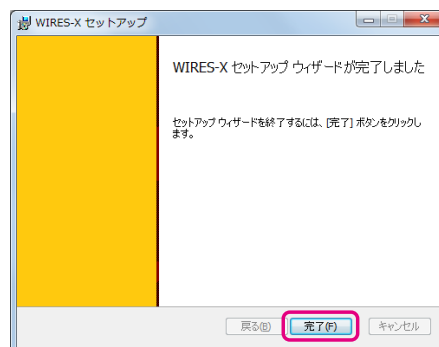 WIRES-X セットアップ
WIRES-X セットアップ ウィザードが完了しました
セットアップ ウィザードを終了するには、[完了] ボタンをクリックし
ます。
戻る(B) 完了(F) キャンセル